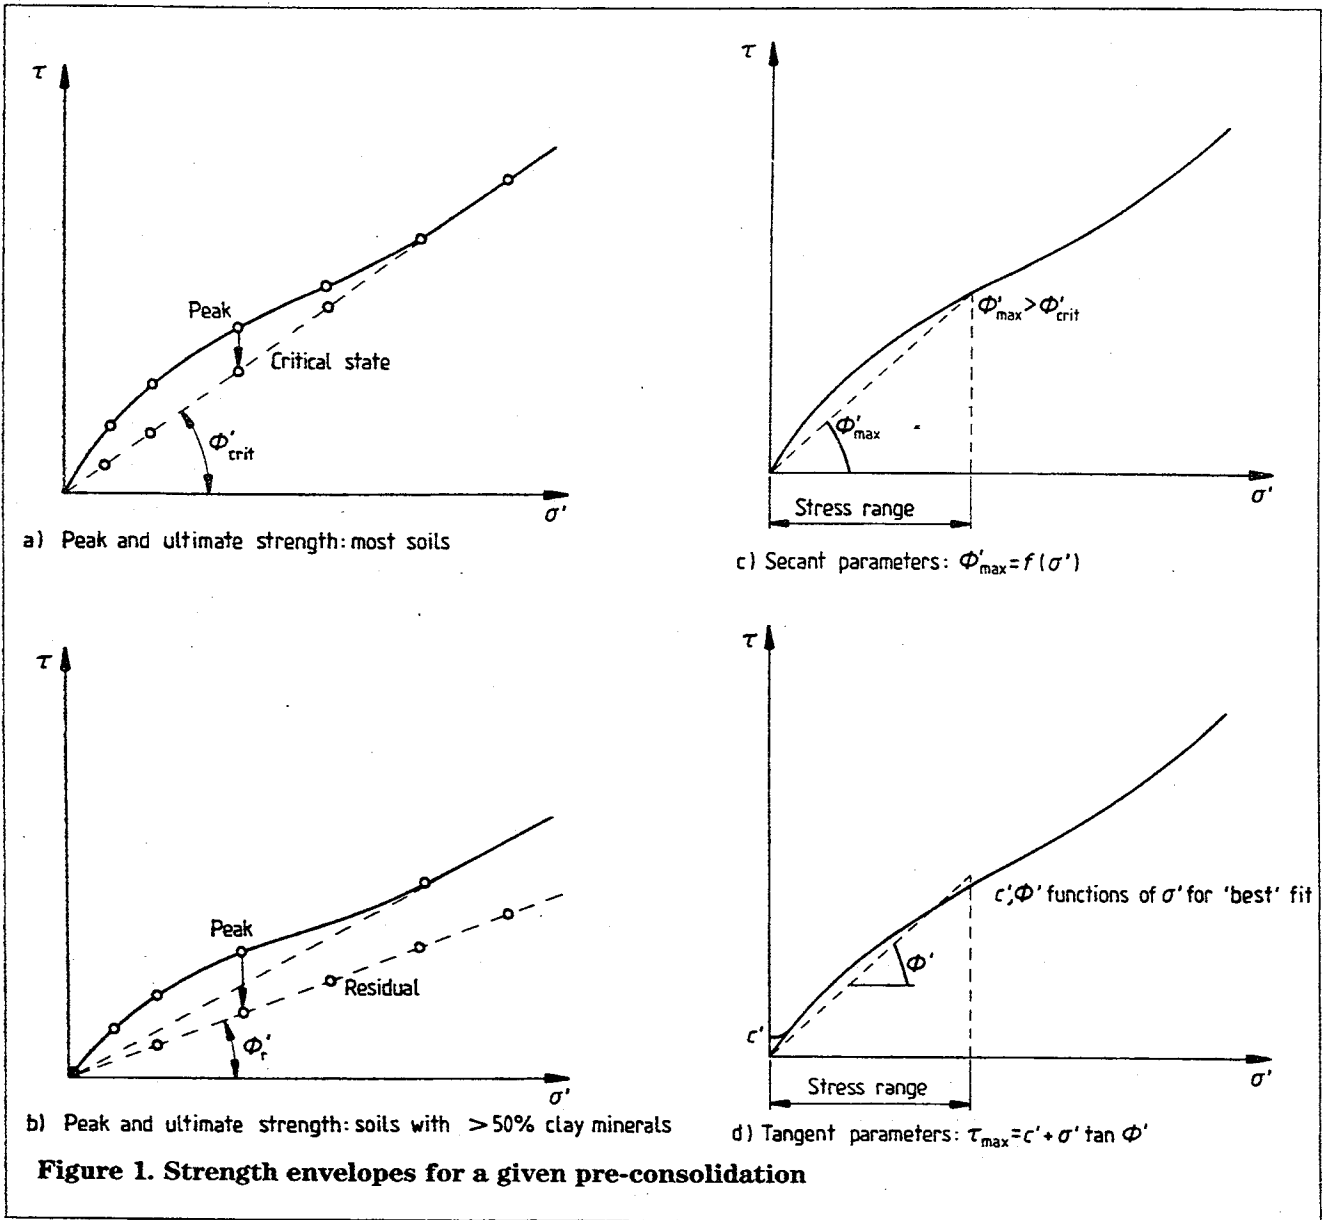 τ
Peak
Critical state
Φ'crit
σ'
a) Peak and ultimate strength: most soils
τ
Φ'max > Φ'crit
Φ'max
Stress range
σ'
c) Secant parameters: Φ'max = f (σ')
τ
Peak
Residual
Φ'r
σ'
b) Peak and ultimate strength: soils with >50% clay minerals
τ
c',Φ' functions of σ' for 'best' fit
Φ'
c'
Stress range
σ'
d) Tangent parameters: τmax = c' + σ' tan Φ'
Figure 1. Strength envelopes for a given pre-consolidation